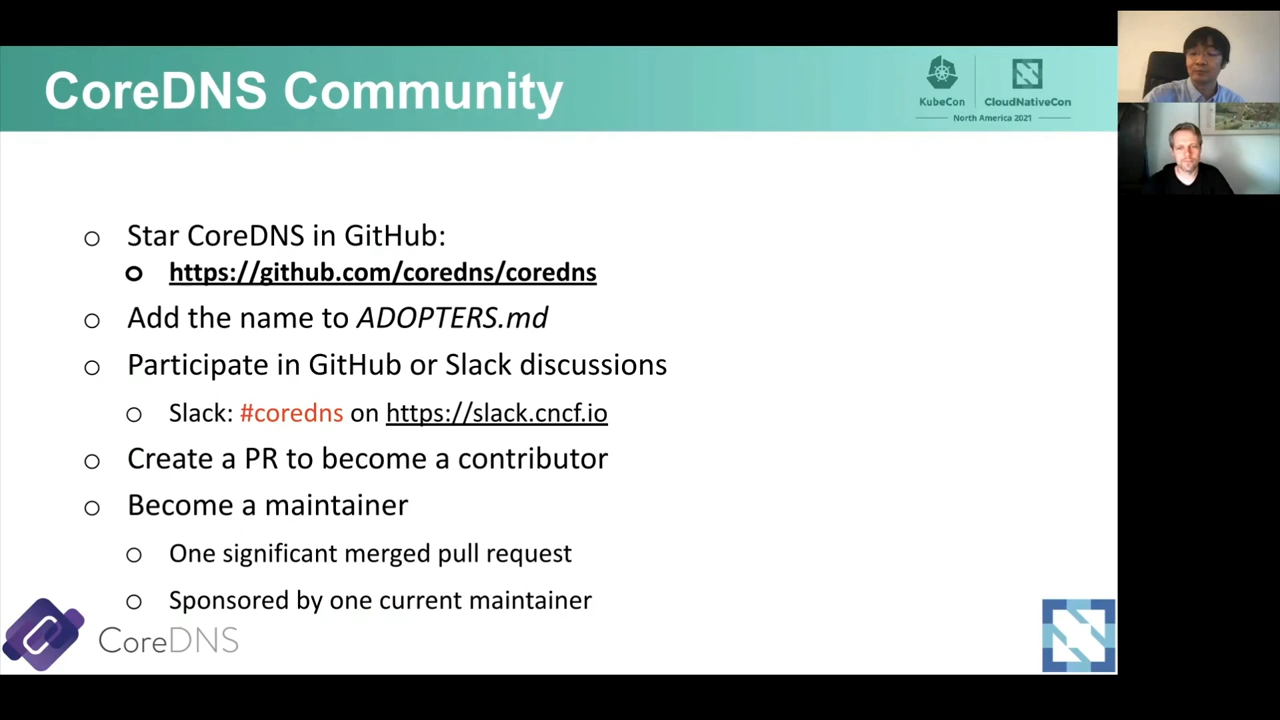 CoreDNS Community
KubeCon
CloudNativeCon
North America 2021
Star CoreDNS in GitHub:
https://github.com/coredns/coredns
Add the name to ADOPTERS.md
Participate in GitHub or Slack discussions
Slack: #coredns on https://slack.cncf.io
Create a PR to become a contributor
Become a maintainer
One significant merged pull request
Sponsored by one current maintainer
CoreDNS